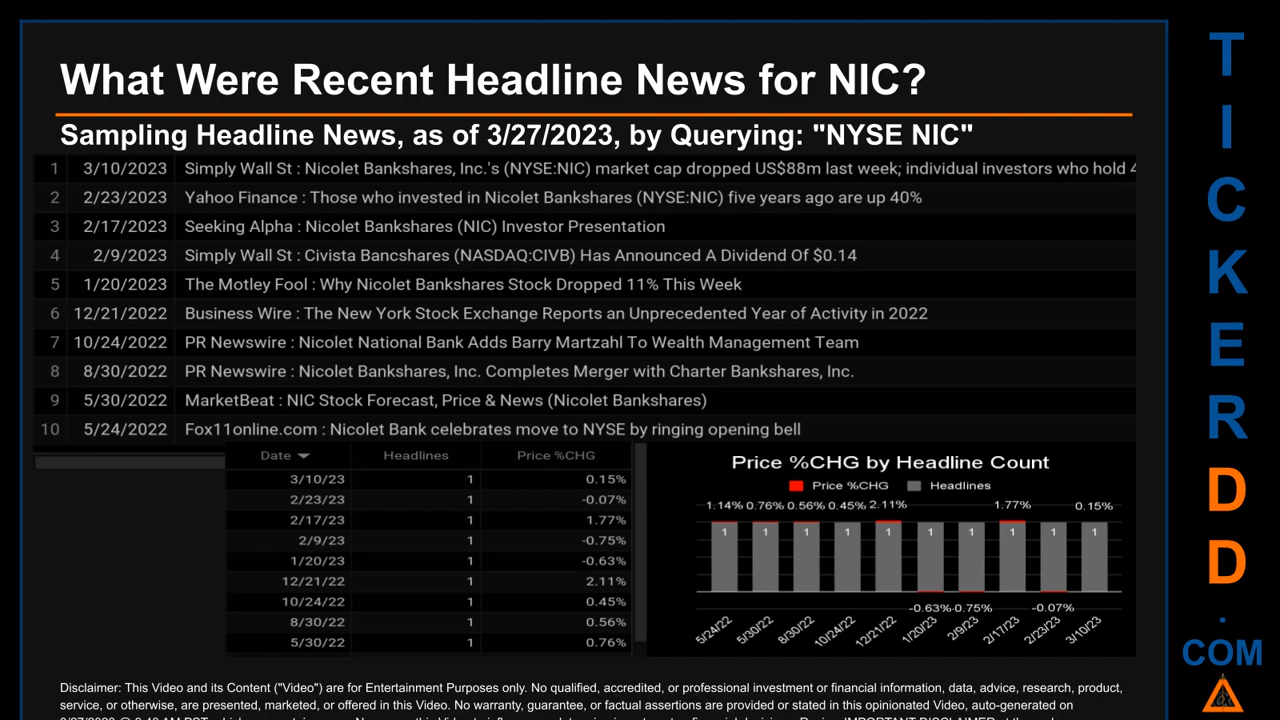 What Were Recent Headline News for NIC?
Sampling Headline News, as of 3/27/2023, by Querying: "NYSE NIC"
1 3/10/2023 Simply Wall St : Nicolet Bankshares, Inc.'s (NYSE:NIC) market cap dropped US$88m last week; individual investors who hold 4
2 2/23/2023 Yahoo Finance : Those who invested in Nicolet Bankshares (NYSE:NIC) five years ago are up 40%
3 2/17/2023 Seeking Alpha : Nicolet Bankshares (NIC) Investor Presentation
4 2/9/2023 Simply Wall St : Civista Bancshares (NASDAQ:CIVB) Has Announced A Dividend Of $0.14
5 1/20/2023 The Motley Fool : Why Nicolet Bankshares Stock Dropped 11% This Week
6 12/21/2022 Business Wire : The New York Stock Exchange Reports an Unprecedented Year of Activity in 2022
7 10/24/2022 PR Newswire : Nicolet National Bank Adds Barry Martzahl To Wealth Management Team
8 8/30/2022 PR Newswire : Nicolet Bankshares, Inc. Completes Merger with Charter Bankshares, Inc.
9 5/30/2022 MarketBeat : NIC Stock Forecast, Price & News (Nicolet Bankshares)
10 5/24/2022 Fox11online.com : Nicolet Bank celebrates move to NYSE by ringing opening bell
Date Headlines Price %CHG
3/10/23 1 0.15%
2/23/23 1 -0.07%
2/17/23 1 1.77%
2/9/23 1 -0.75%
1/20/23 1 -0.63%
12/21/22 1 2.11%
10/24/22 1 0.45%
8/30/22 1 0.56%
5/30/22 1 0.76%
Price %CHG by Headline Count
Price %CHG Headlines
1.14% 0.76% 0.56% 0.45% 2.11% 1.77% 0.15%
1 1 1 1 1 1 1 1 1 1
-0.63% 0.75% -0.07%
5/24/22 5/30/22 8/30/22 10/24/22 12/21/22 1/20/23 2/9/23 2/17/23 2/23/23 3/10/23
Disclaimer: This Video and its Content ("Video") are for Entertainment Purposes only. No qualified, accredited, or professional investment or financial information, data, advice, research, product,
service, or otherwise, are presented, marketed, or offered in this Video. No warranty, guarantee, or factual assertions are provided or stated in this opinionated Video, auto-generated on
T
I
C
K
E
R
D
D
.
COM